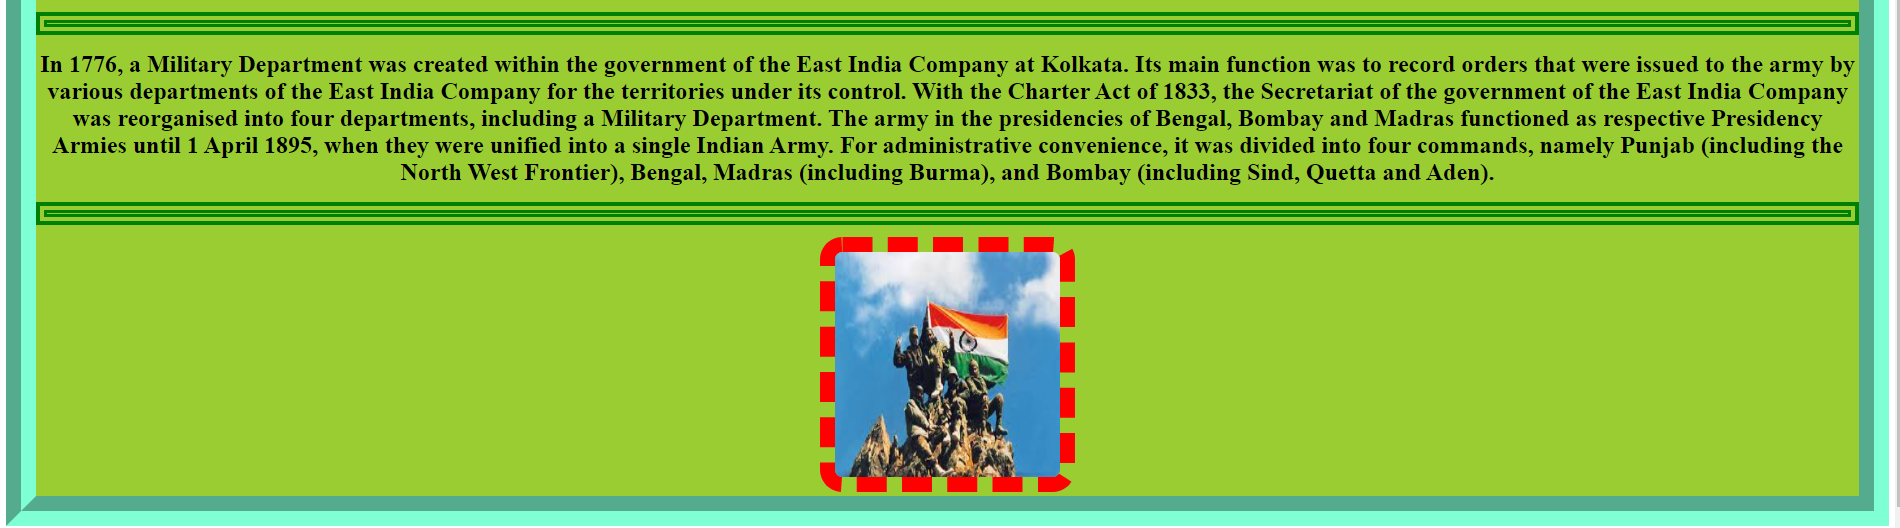 In 1776, a Military Department was created within the government of the East India Company at Kolkata. Its main function was to record orders that were issued to the army by
various departments of the East India Company for the territories under its control. With the Charter Act of 1833, the Secretariat of the government of the East India Company
was reorganised into four departments, including a Military Department. The army in the presidencies of Bengal, Bombay and Madras functioned as respective Presidency
Armies until 1 April 1895, when they were unified into a single Indian Army. For administrative convenience, it was divided into four commands, namely Punjab (including the
North West Frontier), Bengal, Madras (including Burma), and Bombay (including Sind, Quetta and Aden).